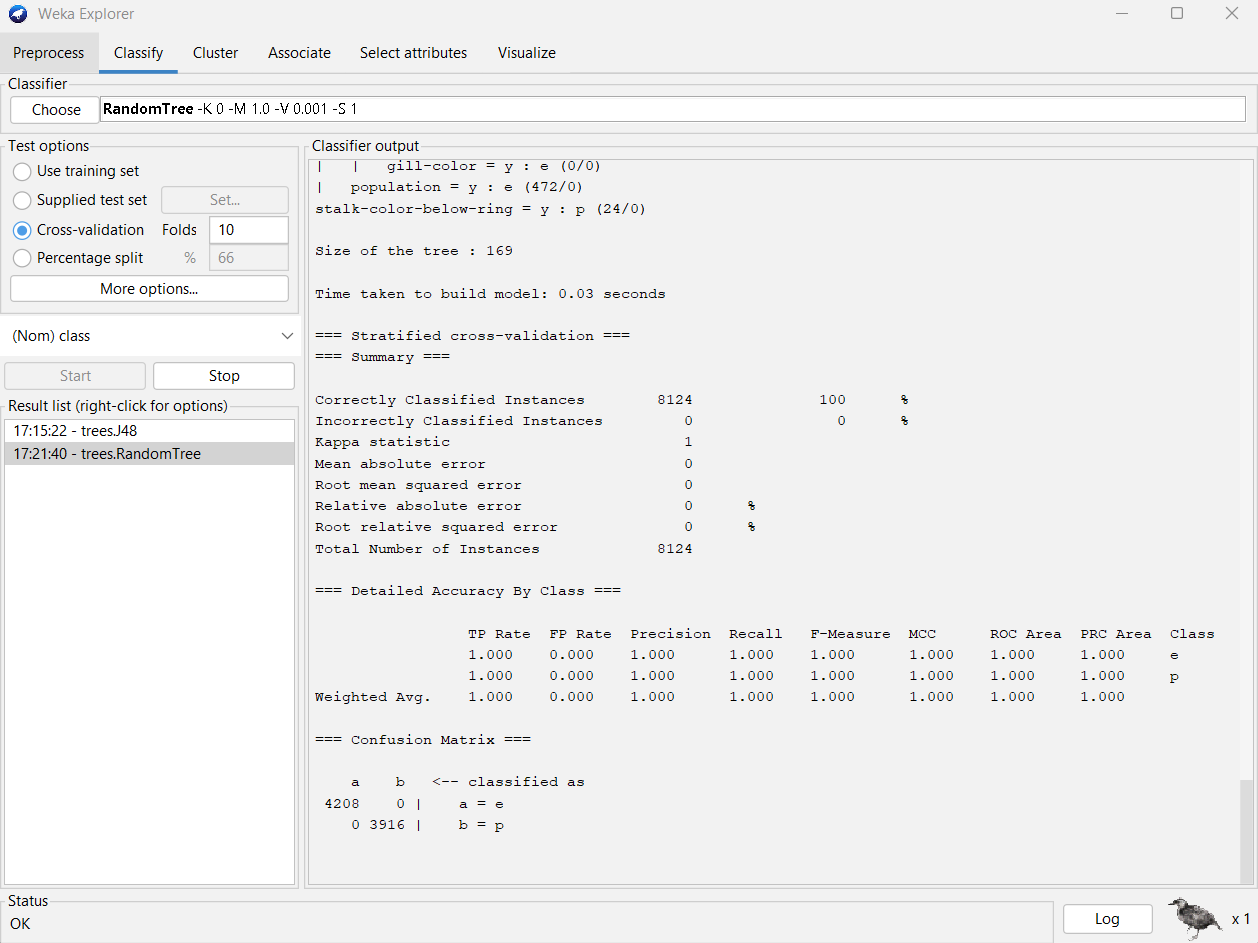 Weka Explorer
Preprocess Classify Cluster Associate Select attributes Visualize
Classifier
Choose RandomTree -K 0 -M 1.0 -V 0.001 -S 1
Test options
Use training set
Supplied test set Set...
Cross-validation Folds 10
Percentage split % 66
More options...
(Nom) class
Start Stop
Result list (right-click for options)
17:15:22 - trees.J48
17:21:40 - trees.RandomTree
Classifier output
| | gill-color = y : e (0/0)
| population = y : e (472/0)
stalk-color-below-ring = y : p (24/0)
Size of the tree : 169
Time taken to build model: 0.03 seconds
=== Stratified cross-validation ===
=== Summary ===
Correctly Classified Instances 8124 100 %
Incorrectly Classified Instances 0 0 %
Kappa statistic 1
Mean absolute error 0
Root mean squared error 0
Relative absolute error 0 %
Root relative squared error 0 %
Total Number of Instances 8124
=== Detailed Accuracy By Class ===
TP Rate FP Rate Precision Recall F-Measure MCC ROC Area PRC Area Class
1.000 0.000 1.000 1.000 1.000 1.000 1.000 1.000 e
1.000 0.000 1.000 1.000 1.000 1.000 1.000 1.000 p
Weighted Avg. 1.000 0.000 1.000 1.000 1.000 1.000 1.000 1.000
=== Confusion Matrix ===
a b <-- classified as
4208 0 | a = e
0 3916 | b = p
Status
OK
Log
x 1